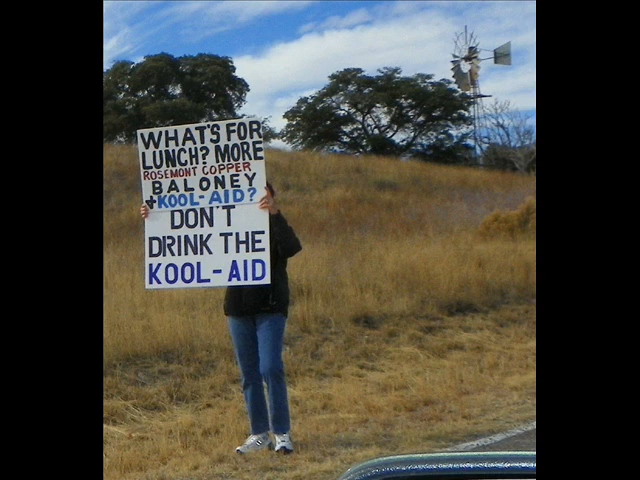 WHAT'S FOR
LUNCH? MORE
ROSEMONT COPPER
BALONEY
+KOOL-AID?
DON'T
DRINK THE
KOOL-AID